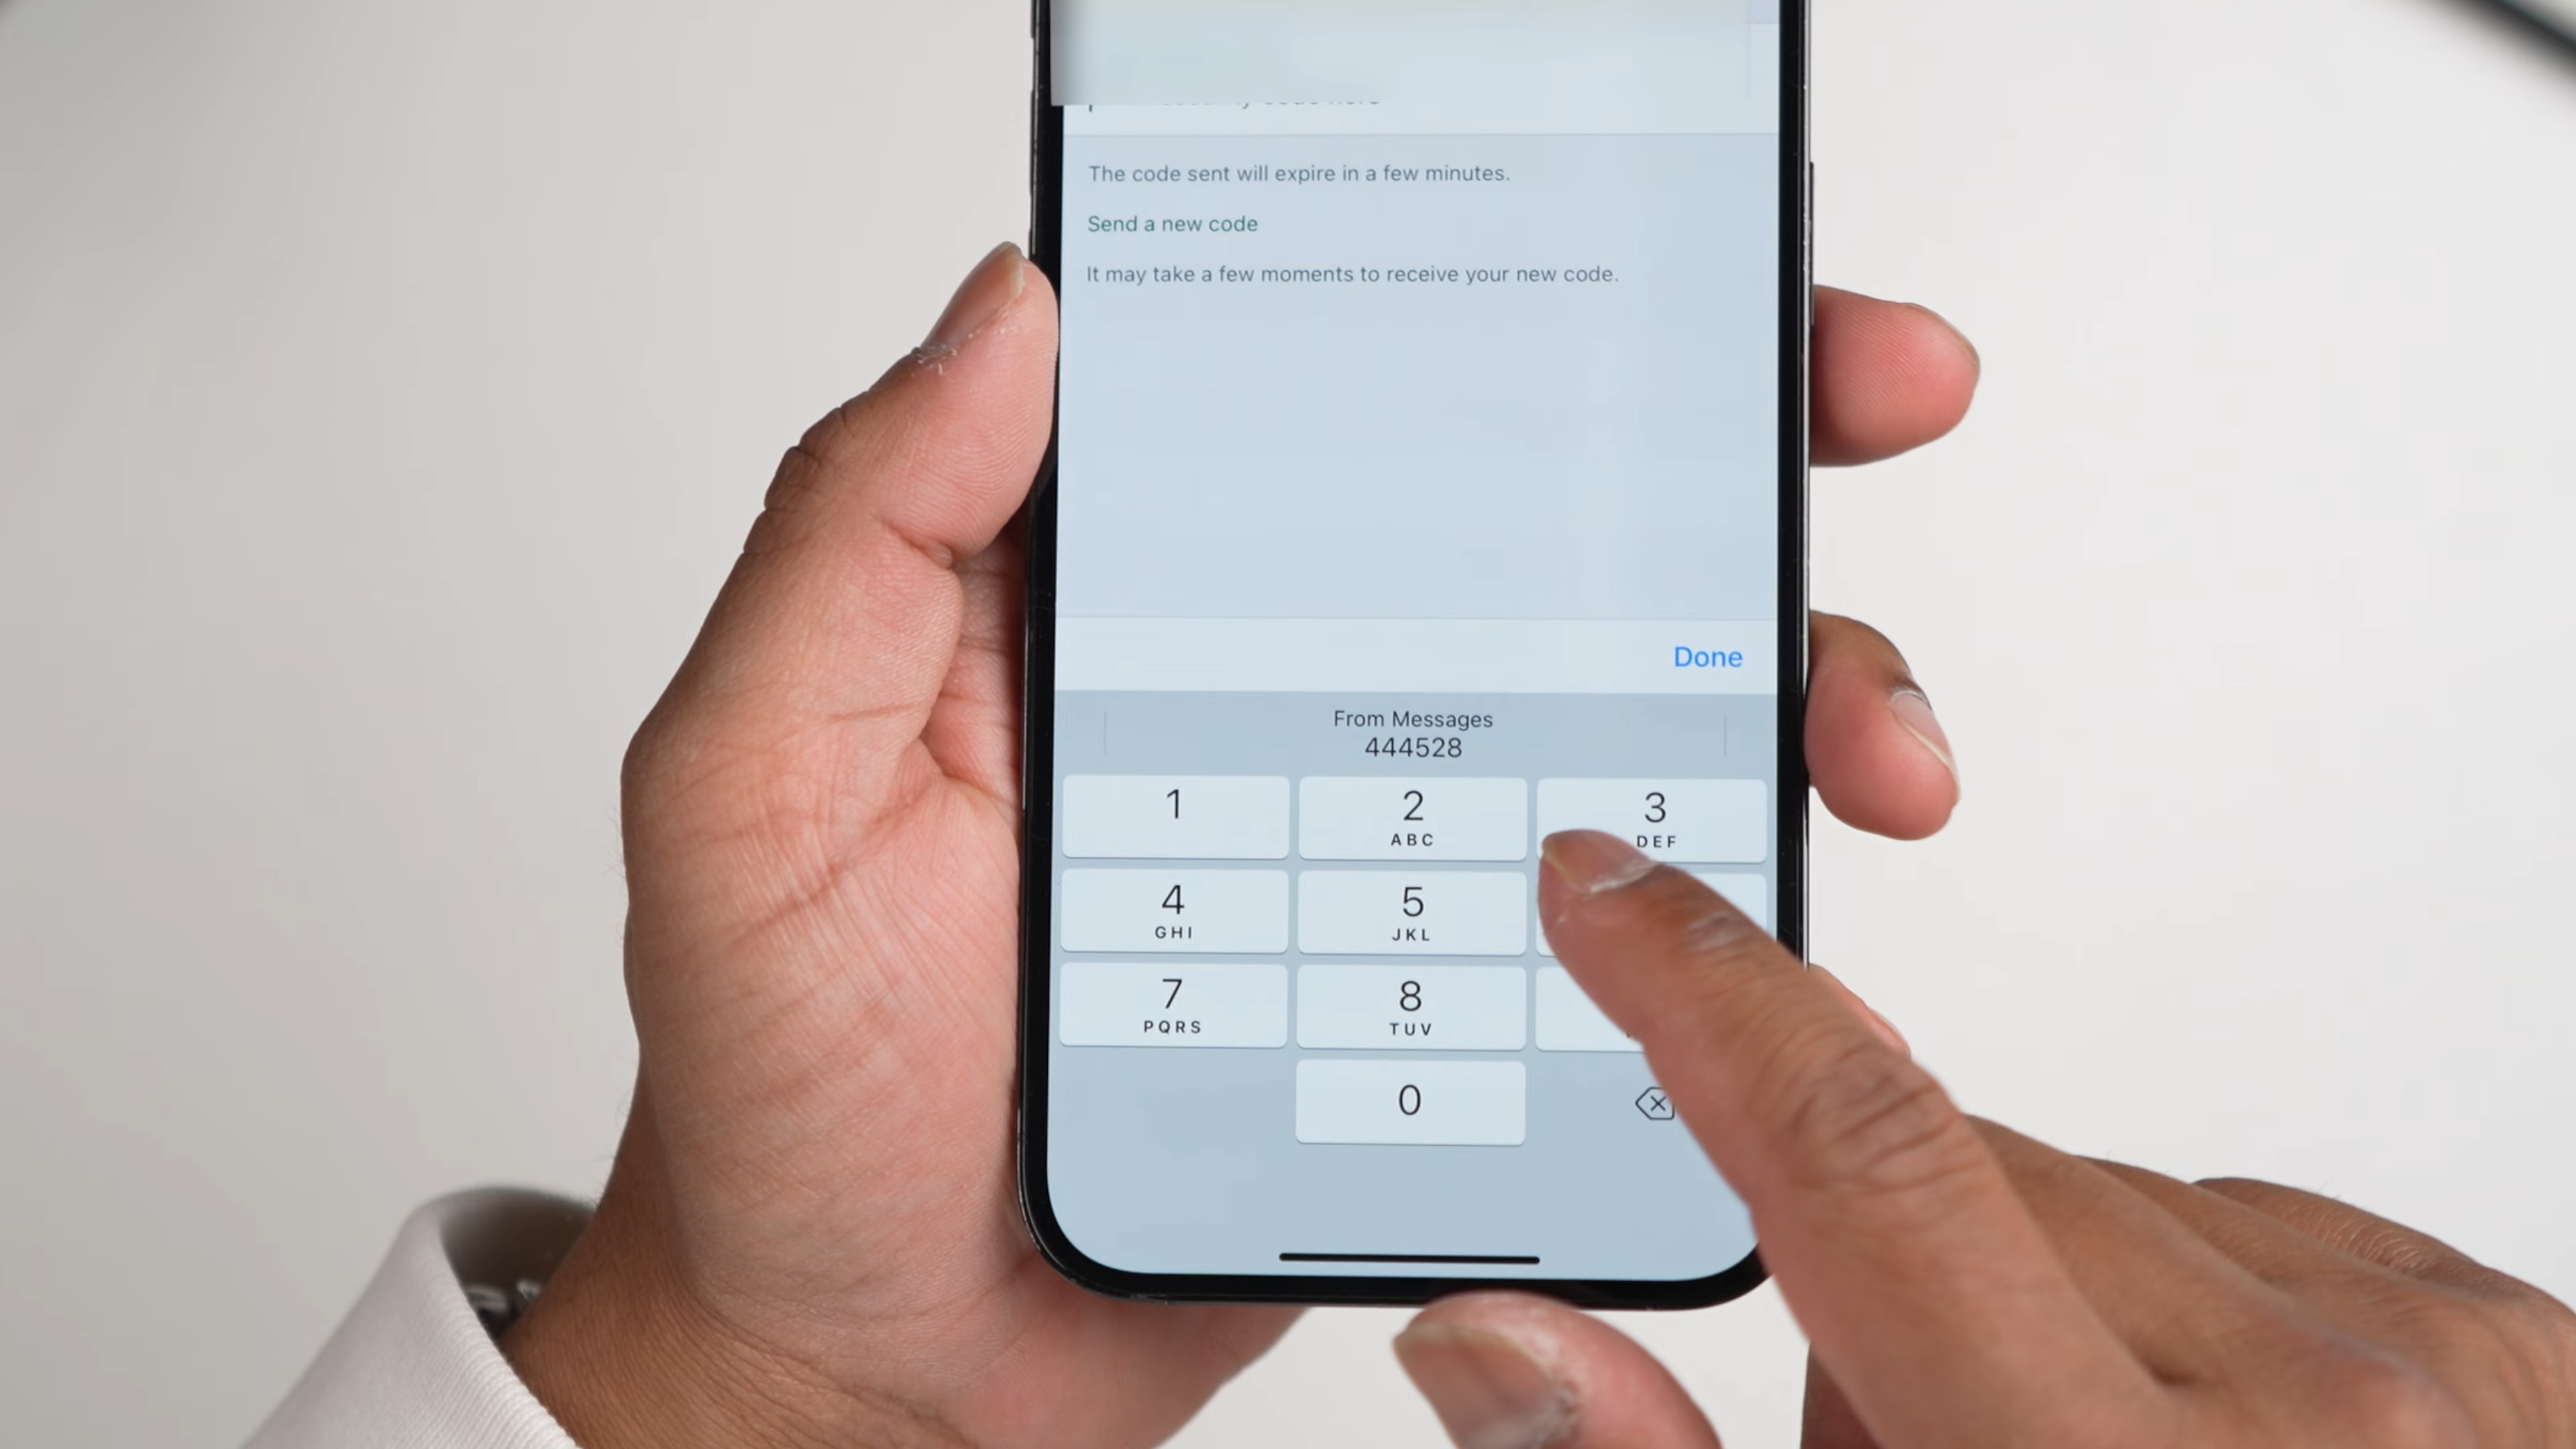 code here
The code sent will expire in a few minutes.
Send a new code
It may take a few moments to receive your new code.
Done
From Messages
444528
1
2
ABC
3
DEF
4
GHI
5
JKL
7
PQRS
8
TUV
0